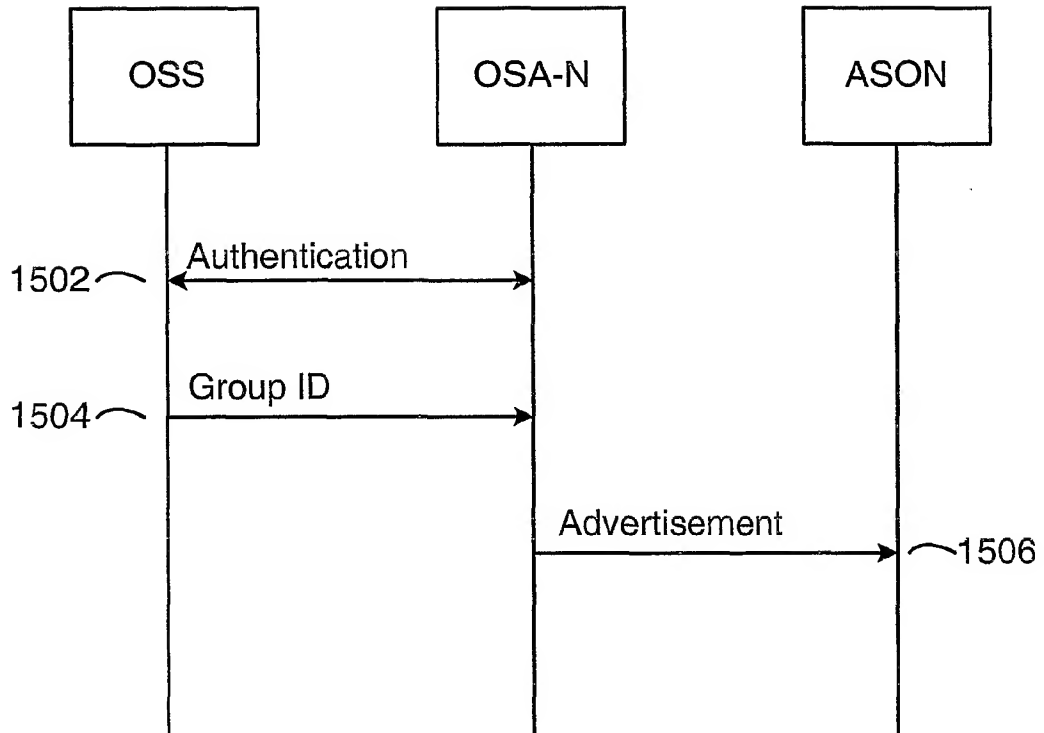 OSS
OSA-N
ASON
Authentication
1502
Group ID
1504
Advertisement
1506